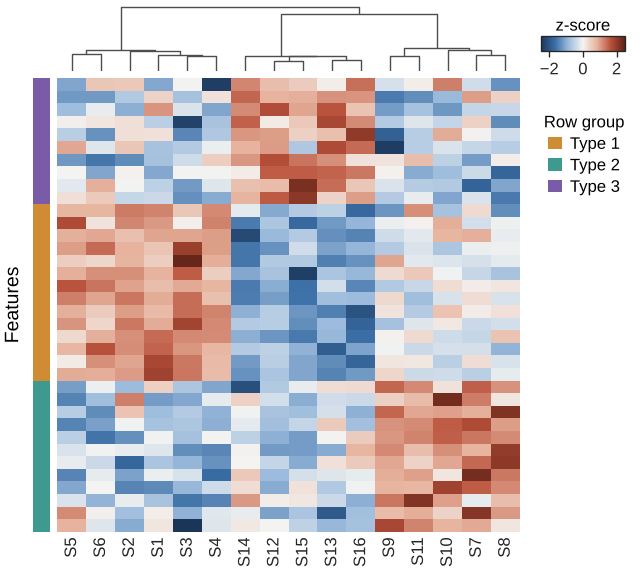 z-score
−2 0 2
Row group
Type 1
Type 2
Type 3
Features
S5 S6 S2 S1 S3 S4 S14 S12 S15 S13 S16 S9 S11 S10 S7 S8